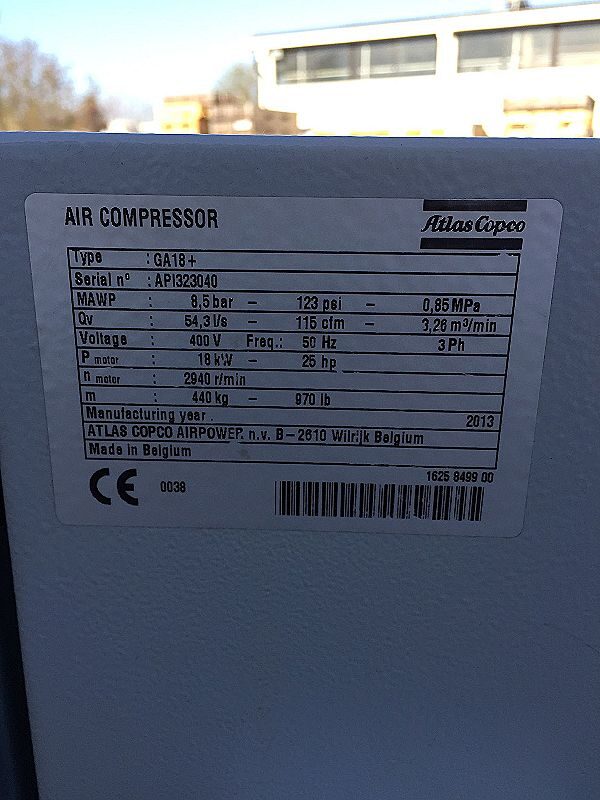 AIR COMPRESSOR
Atlas Copco
Type : GA18+
Serial nº : API323040
MAWP : 8,5 bar – 123 psi – 0,85 MPa
Qv : 54,3 l/s – 115 cfm – 3,26 m³/min
Voltage : 400 V Freq.: 50 Hz 3 Ph
P motor : 18 kW – 25 hp
n motor : 2940 r/min
m : 440 kg – 970 lb
Manufacturing year 2013
ATLAS COPCO AIRPOWER n.v. B–2610 Wilrijk Belgium
Made in Belgium
1625 8499 00
CE 0038